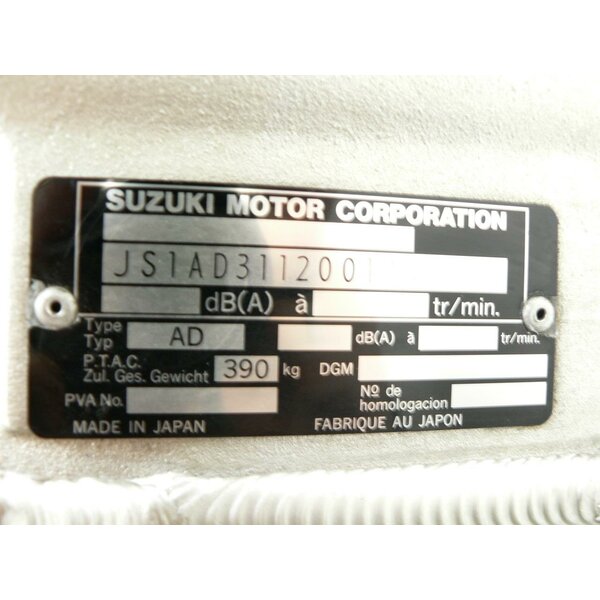 SUZUKI MOTOR CORPORATION
JS1AD3112001
dB(A) à tr/min.
Type
Typ AD dB(A) à tr/min.
P.T.A.C.
Zul. Ges. Gewicht 390 kg DGM
PVA No. Nº de
homologacion
MADE IN JAPAN FABRIQUE AU JAPON